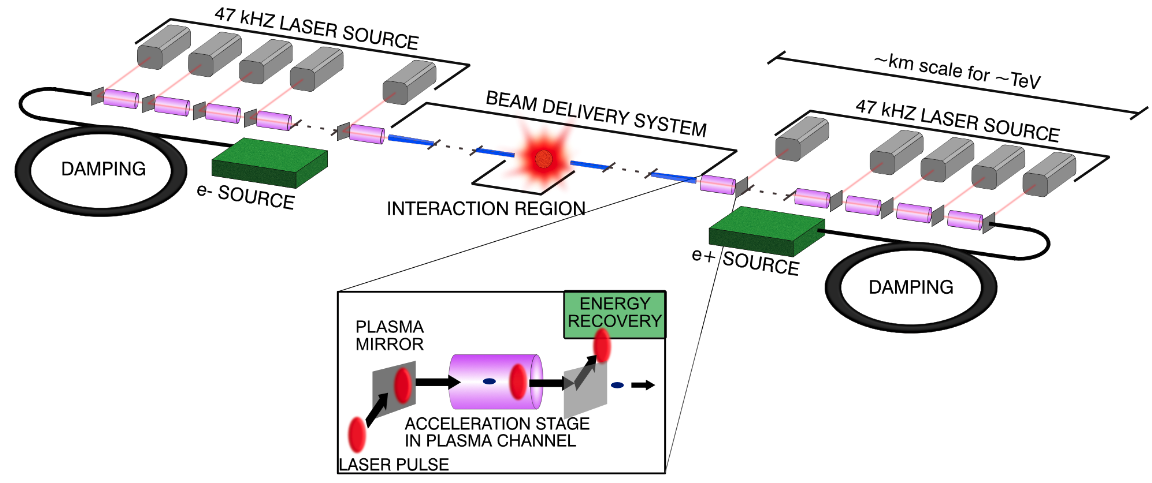 47 kHZ LASER SOURCE
~km scale for ~TeV
BEAM DELIVERY SYSTEM
47 KHZ LASER SOURCE
DAMPING
e- SOURCE
INTERACTION REGION
e+ SOURCE
DAMPING
ENERGY
RECOVERY
PLASMA
MIRROR
ACCELERATION STAGE
IN PLASMA CHANNEL
LASER PULSE